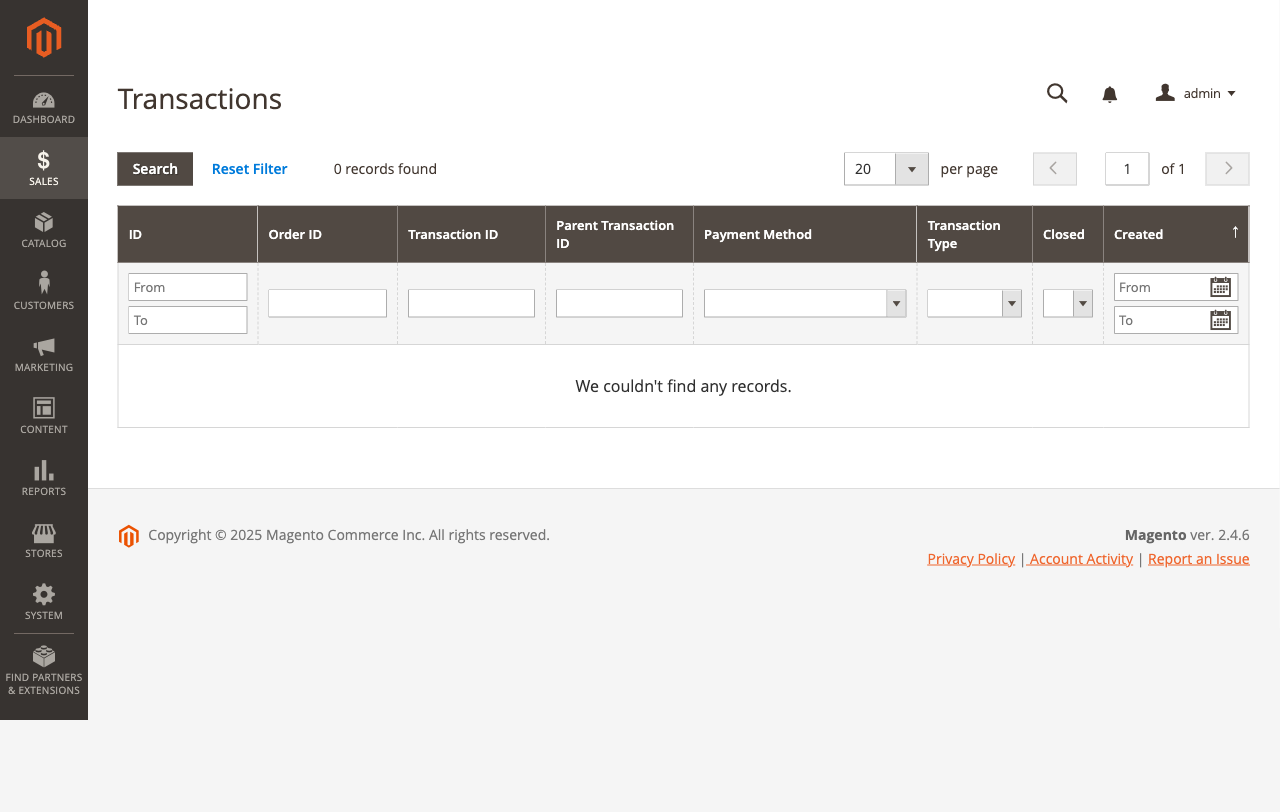 DASHBOARD
SALES
CATALOG
CUSTOMERS
MARKETING
CONTENT
REPORTS
STORES
SYSTEM
FIND PARTNERS
& EXTENSIONS
Transactions
admin
Search Reset Filter 0 records found 20 per page 1 of 1
ID Order ID Transaction ID Parent Transaction ID Payment Method Transaction Type Closed Created ↑
From From
To To
We couldn't find any records.
Copyright © 2025 Magento Commerce Inc. All rights reserved. Magento ver. 2.4.6
Privacy Policy | Account Activity | Report an Issue